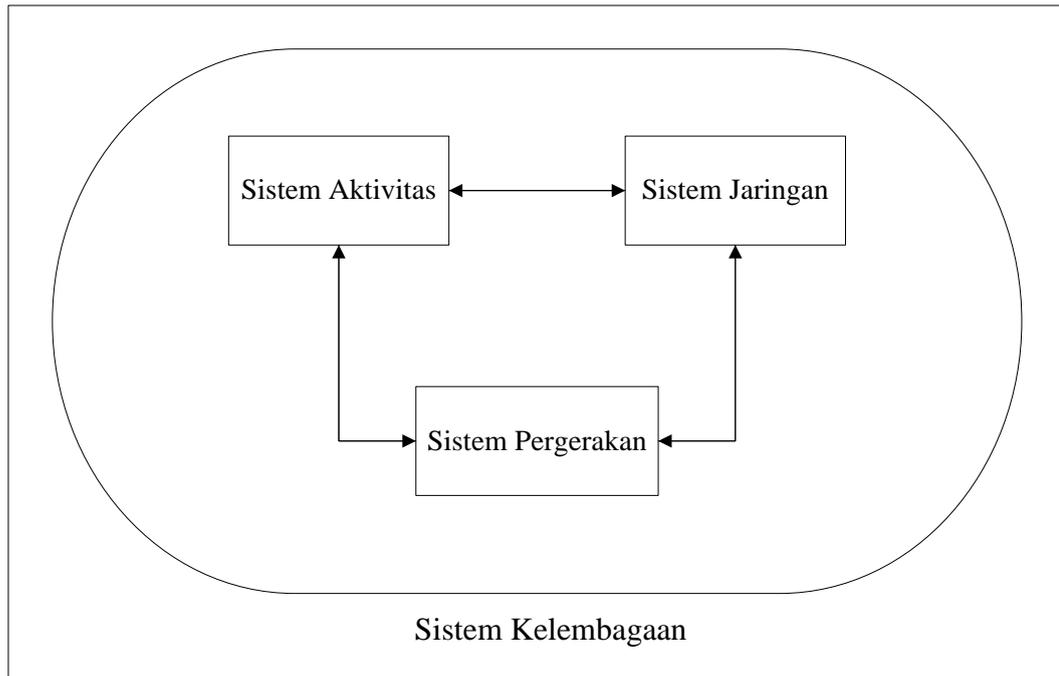 Sistem Aktivitas
Sistem Jaringan
Sistem Pergerakan
Sistem Kelembagaan